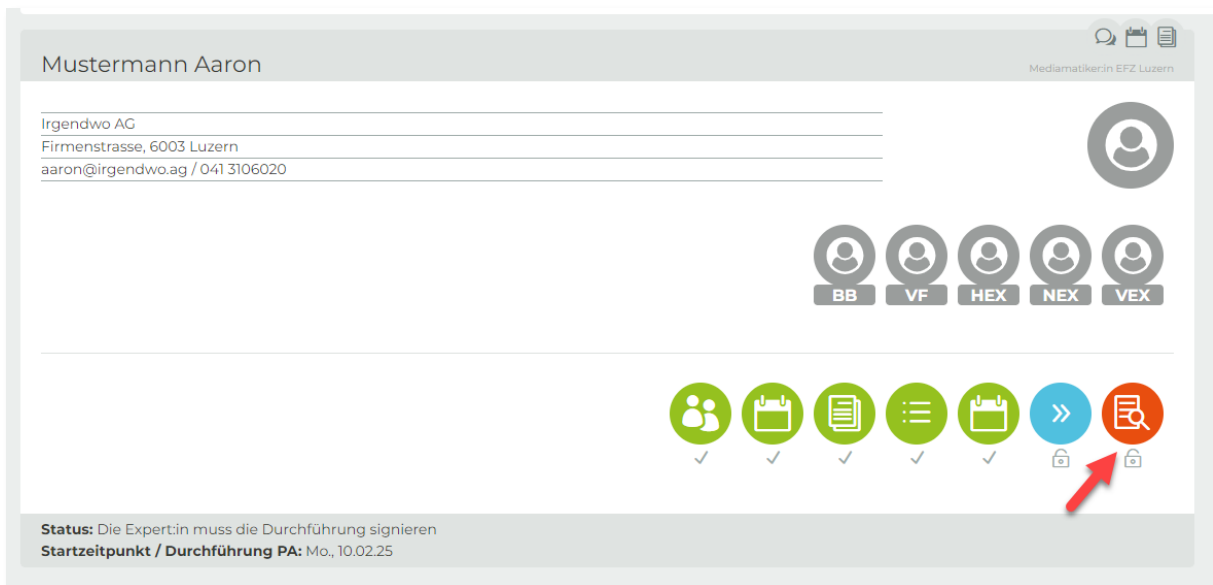 Mustermann Aaron
Mediamatiker:in EFZ Luzern
Irgendwo AG
Firmenstrasse, 6003 Luzern
aaron@irgendwo.ag / 041 3106020
BB VF HEX NEX VEX
Status: Die Expert:in muss die Durchführung signieren
Startzeitpunkt / Durchführung PA: Mo., 10.02.25